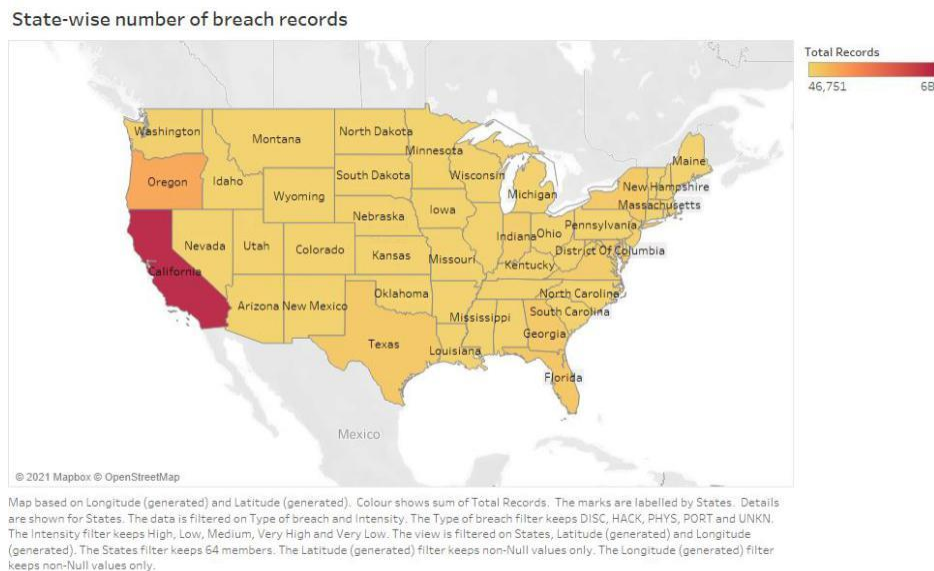 State-wise number of breach records
Total Records
46,751 68
Washington
Montana
North Dakota
Minnesota
Maine
Oregon
Idaho
South Dakota
Wisconsin
Michigan
New Hampshire
Wyoming
Massachusetts
Nebraska
Iowa
Pennsylvania
Nevada
Utah
Colorado
Kansas
Missouri
Indiana
Ohio
District Of Columbia
California
Kentucky
Arizona
New Mexico
Oklahoma
North Carolina
Mississippi
South Carolina
Texas
Georgia
Louisiana
Florida
Mexico
© 2021 Mapbox © OpenStreetMap
Map based on Longitude (generated) and Latitude (generated). Colour shows sum of Total Records. The marks are labelled by States. Details
are shown for States. The data is filtered on Type of breach and Intensity. The Type of breach filter keeps DISC, HACK, PHYS, PORT and UNKN.
The Intensity filter keeps High, Low, Medium, Very High and Very Low. The view is filtered on States, Latitude (generated) and Longitude
(generated). The States filter keeps 64 members. The Latitude (generated) filter keeps non-Null values only. The Longitude (generated) filter
keeps non-Null values only.